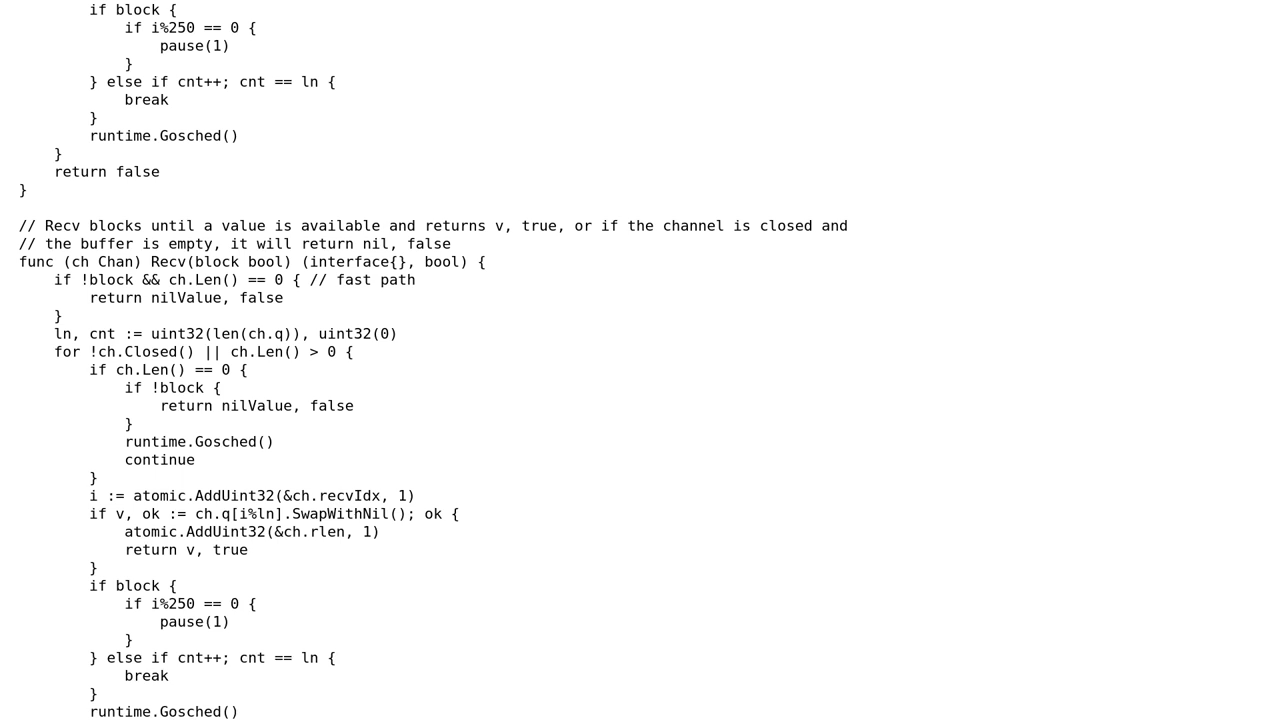 if block {
            if i%250 == 0 {
                pause(1)
            }
        } else if cnt++; cnt == ln {
            break
        }
        runtime.Gosched()
    }
    return false
}

// Recv blocks until a value is available and returns v, true, or if the channel is closed and
// the buffer is empty, it will return nil, false
func (ch Chan) Recv(block bool) (interface{}, bool) {
    if !block && ch.Len() == 0 { // fast path
        return nilValue, false
    }
    ln, cnt := uint32(len(ch.q)), uint32(0)
    for !ch.Closed() || ch.Len() > 0 {
        if ch.Len() == 0 {
            if !block {
                return nilValue, false
            }
            runtime.Gosched()
            continue
        }
        i := atomic.AddUint32(&ch.recvIdx, 1)
        if v, ok := ch.q[i%ln].SwapWithNil(); ok {
            atomic.AddUint32(&ch.rlen, 1)
            return v, true
        }
        if block {
            if i%250 == 0 {
                pause(1)
            }
        } else if cnt++; cnt == ln {
            break
        }
        runtime.Gosched()